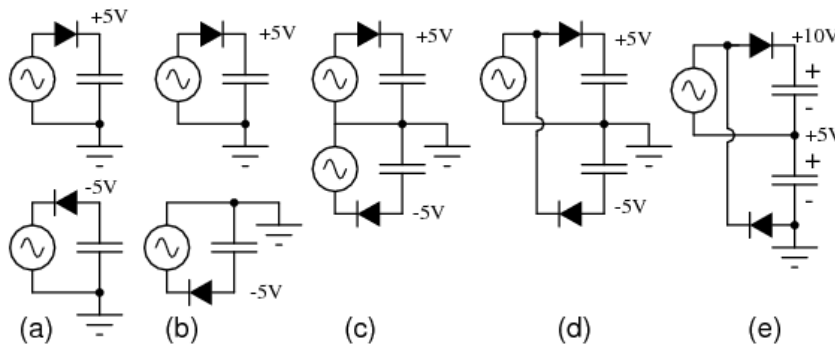 +5V
+5V
+5V
+5V
+10V
+
-
+5V
+
-
-5V
-5V
-5V
-5V
(a) (b) (c) (d) (e)